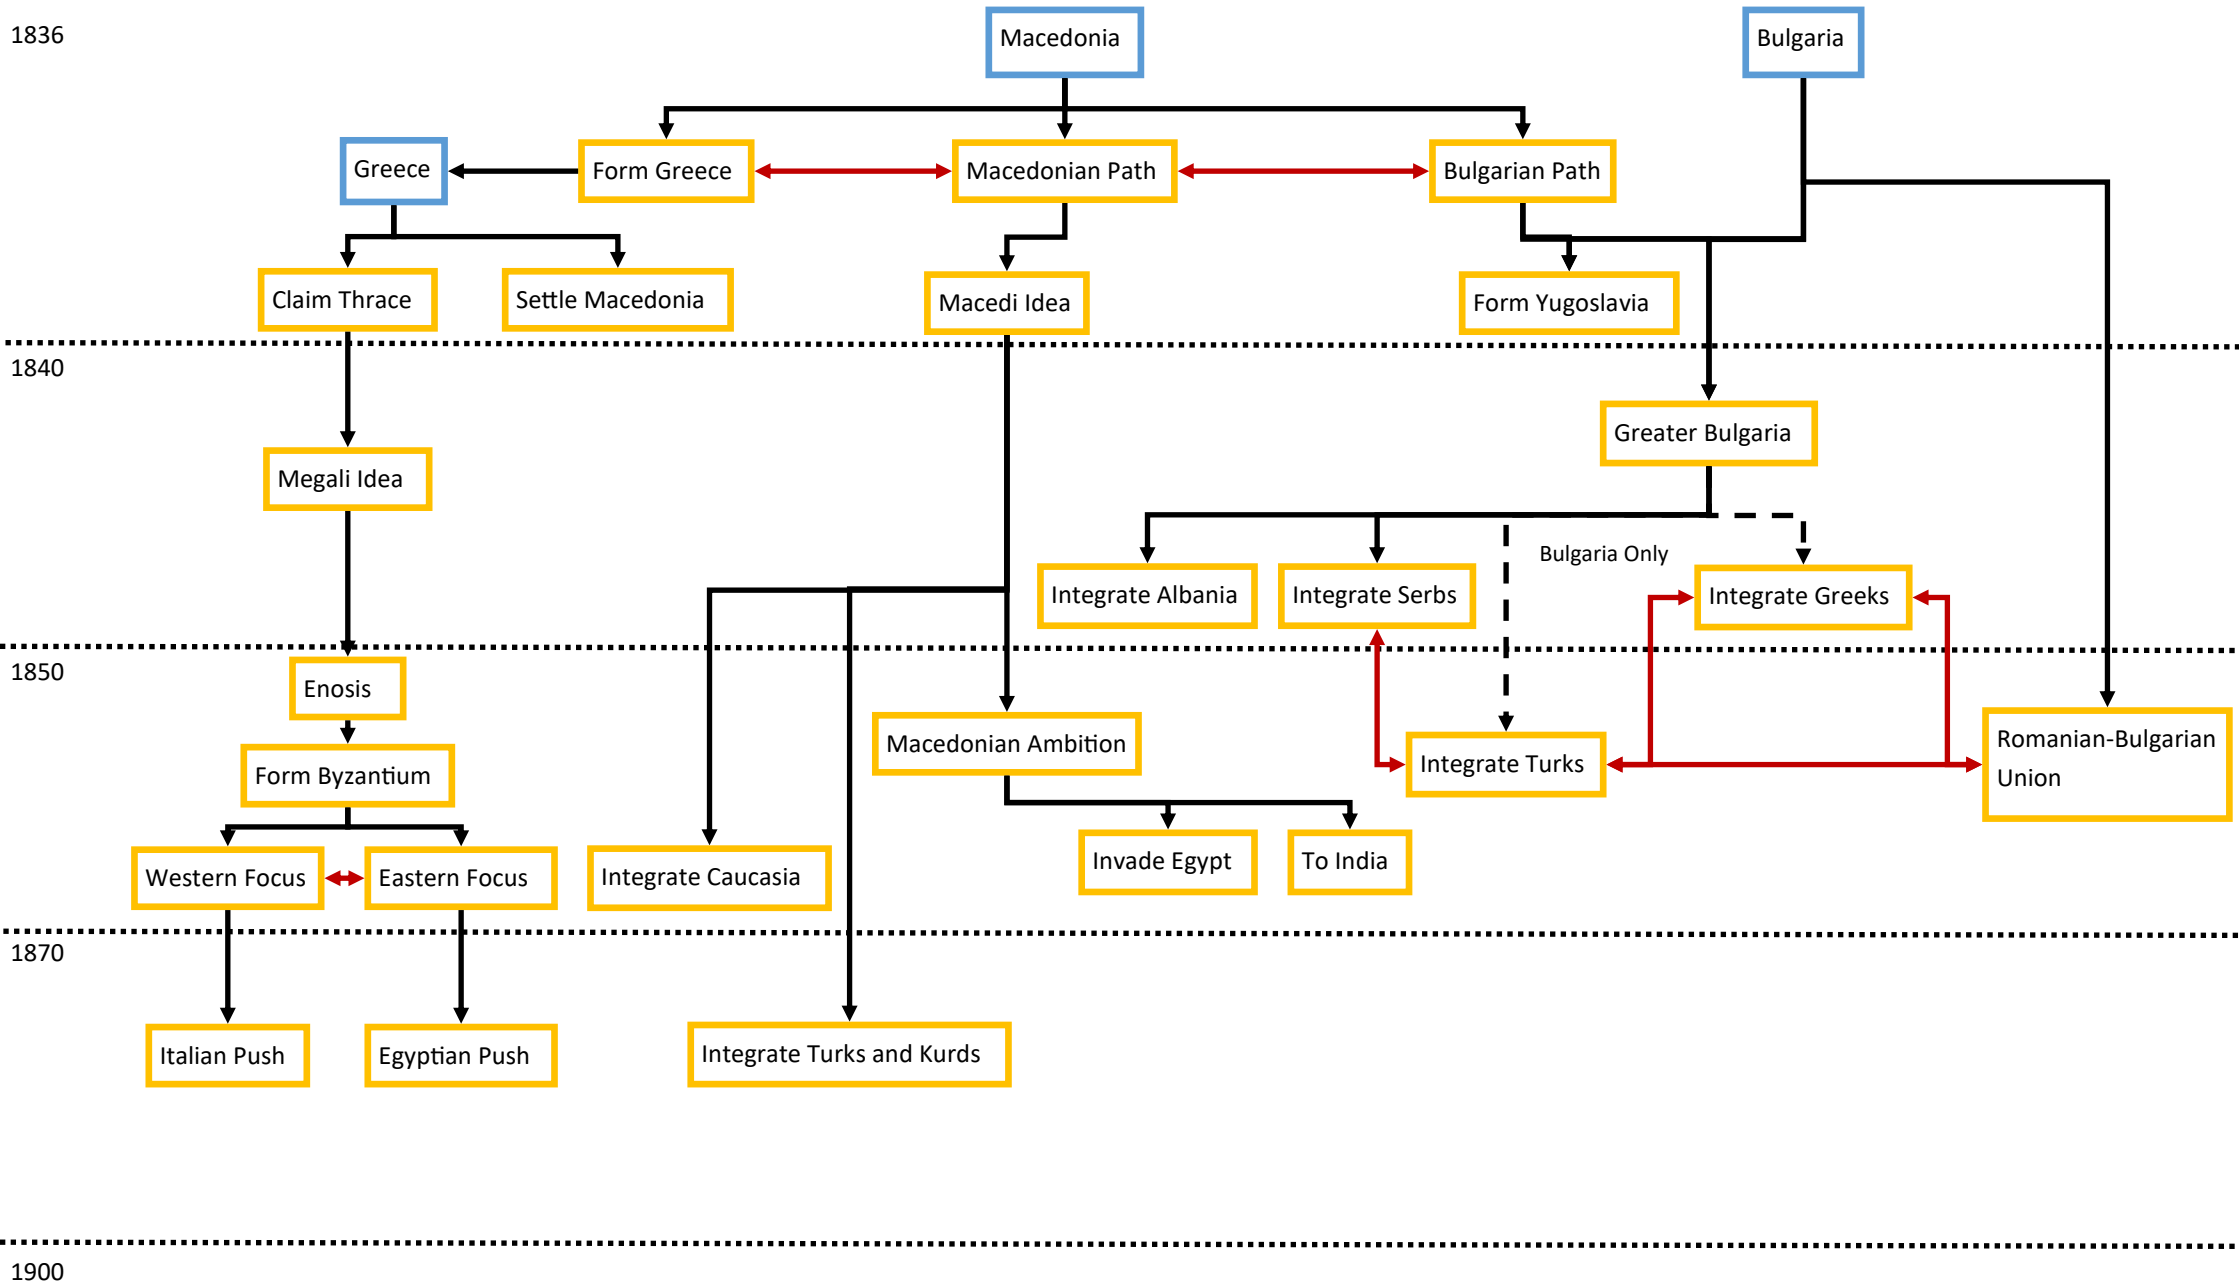 1836
Macedonia
Bulgaria
Greece
Form Greece
Macedonian Path
Bulgarian Path
Claim Thrace
Settle Macedonia
Macedi Idea
Form Yugoslavia
1840
Greater Bulgaria
Megali Idea
Bulgaria Only
Integrate Albania
Integrate Serbs
Integrate Greeks
1850
Enosis
Macedonian Ambition
Romanian-Bulgarian
Union
Form Byzantium
Integrate Turks
Western Focus
Eastern Focus
Integrate Caucasia
Invade Egypt
To India
1870
Italian Push
Egyptian Push
Integrate Turks and Kurds
1900